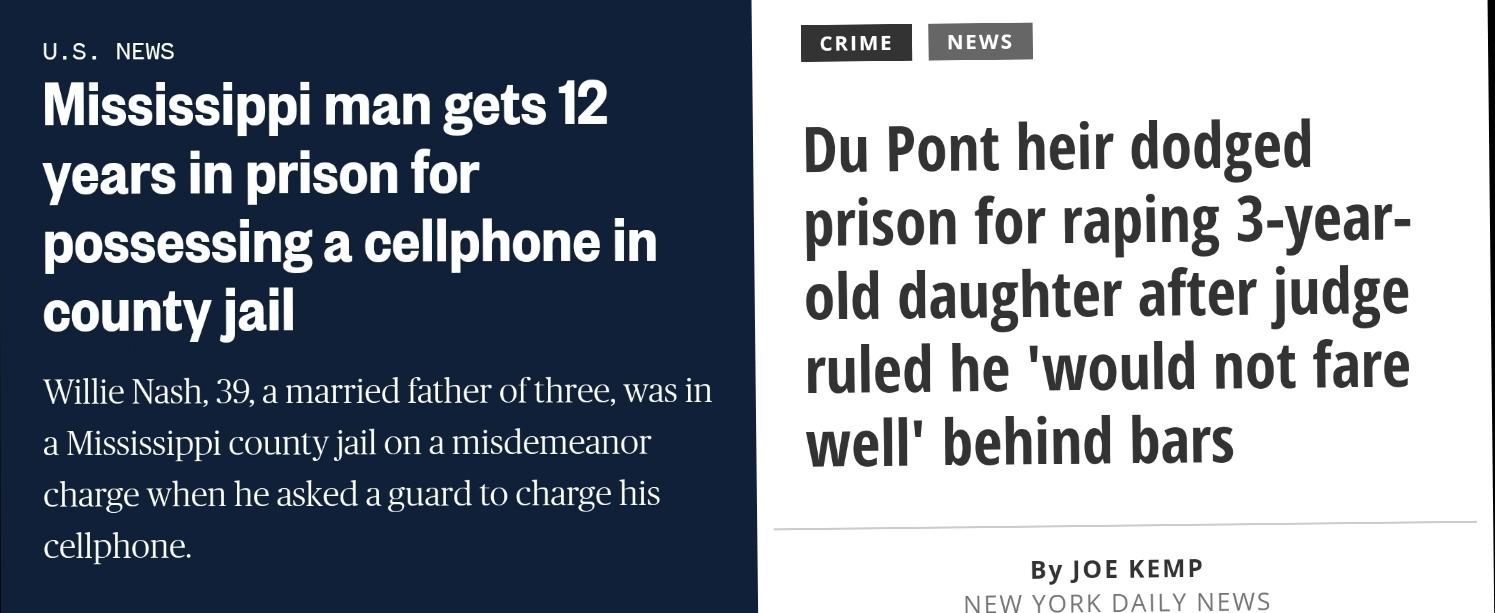 U.S. NEWS
Mississippi man gets 12
years in prison for
possessing a cellphone in
county jail
Willie Nash, 39, a married father of three, was in
a Mississippi county jail on a misdemeanor
charge when he asked a guard to charge his
cellphone.
CRIME NEWS
Du Pont heir dodged
prison for raping 3-year-
old daughter after judge
ruled he 'would not fare
well' behind bars
By JOE KEMP
NEW YORK DAILY NEWS